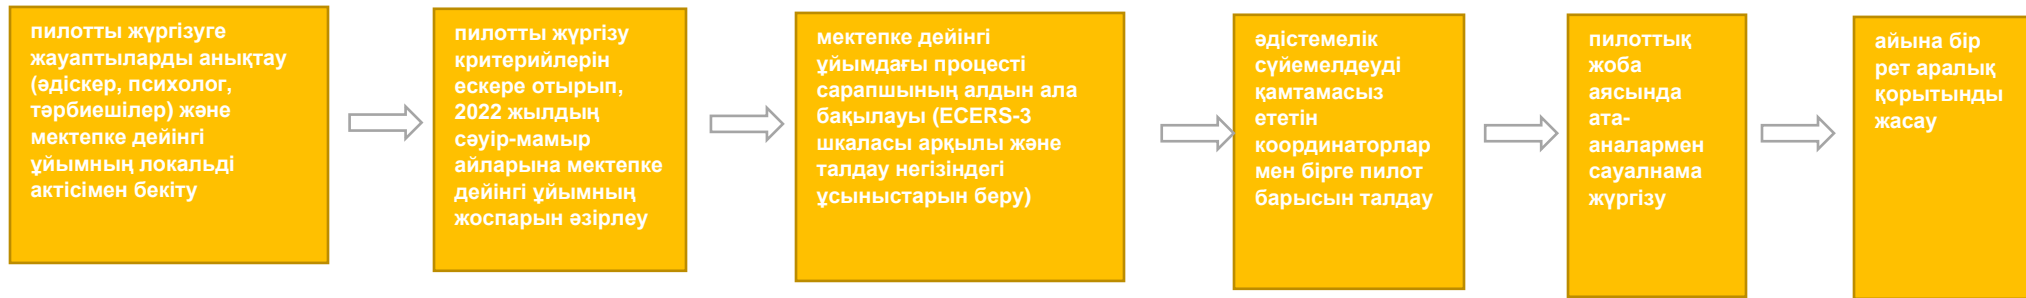 пилотты жүргізуге
жауаптыларды анықтау
(әдіскер, психолог,
тәрбиешілер) және
мектепке дейінгі
ұйымның локальді
актісімен бекіту
пилотты жүргізу
критерийлерін
ескере отырып,
2022 жылдың
сәуір-мамыр
айларына мектепке
дейінгі ұйымның
жоспарын әзірлеу
мектепке дейінгі
ұйымдағы процесті
сарапшының алдын ала
бақылауы (ECERS-3
шкаласы арқылы және
талдау негізіндегі
ұсыныстарын беру)
әдістемелік
сүйемелдеуді
қамтамасыз
ететін
координаторлар
мен бірге пилот
барысын талдау
пилоттық
жоба
аясында
ата-
аналармен
сауалнама
жүргізу
айына бір
рет аралық
қорытынды
жасау